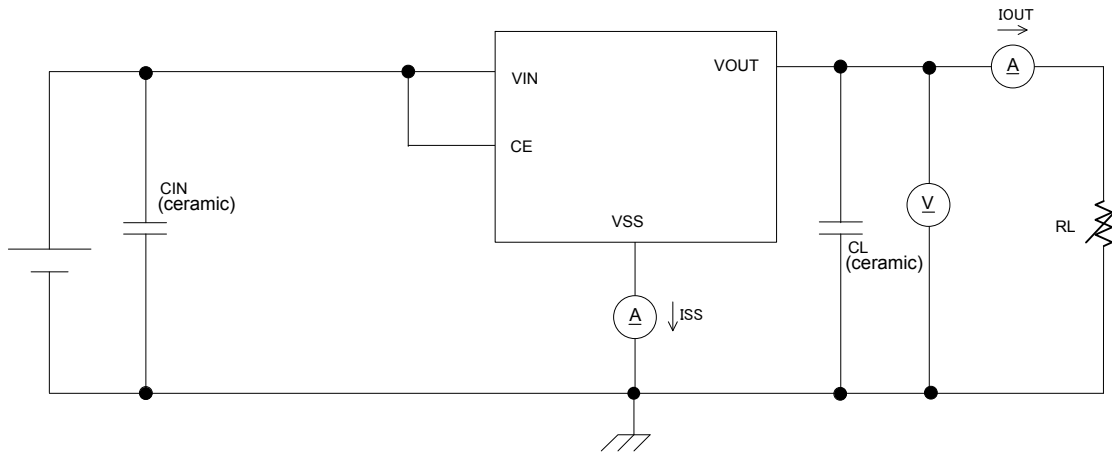 IOUT
A
VIN
VOUT
CE
CIN
(ceramic)
VSS
V
RL
CL
(ceramic)
A
ISS